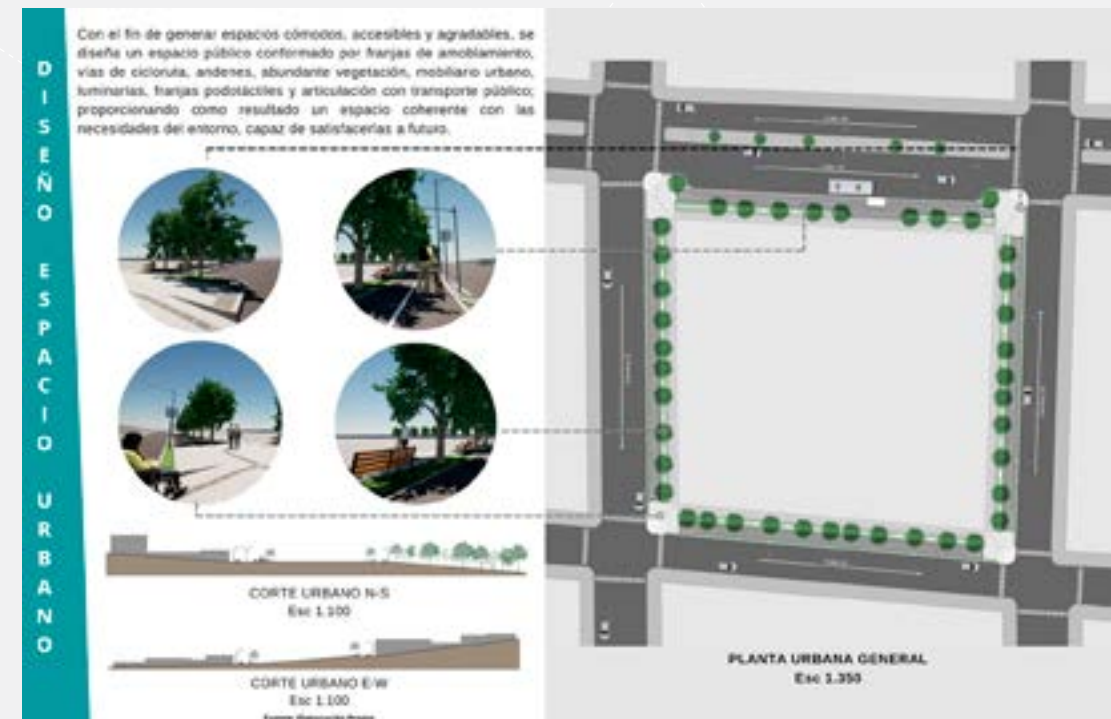 DISEÑO ESPACIO URBANO
Con el fin de generar espacios cómodos, accesibles y agradables, se
diseña un espacio público conformado por franjas de amoblamiento,
vías de cicloruta, andenes, abundante vegetación, mobiliario urbano,
luminarias, franjas podotáctiles y articulación con transporte público;
proporcionando como resultado un espacio coherente con las
necesidades del entorno, capaz de satisfacerlas a futuro.
CORTE URBANO N-S
Esc 1.100
CORTE URBANO E-W
Esc 1.100
PLANTA URBANA GENERAL
Esc 1.350